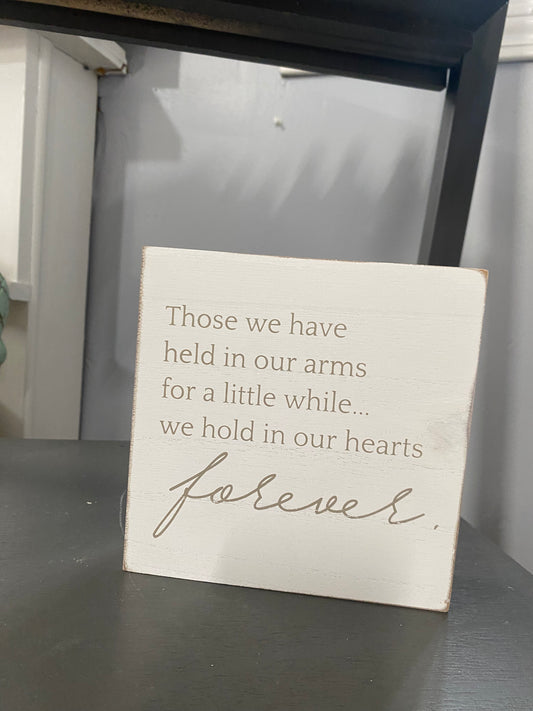 Those we have
held in our arms
for a little while...
we hold in our hearts
forever.